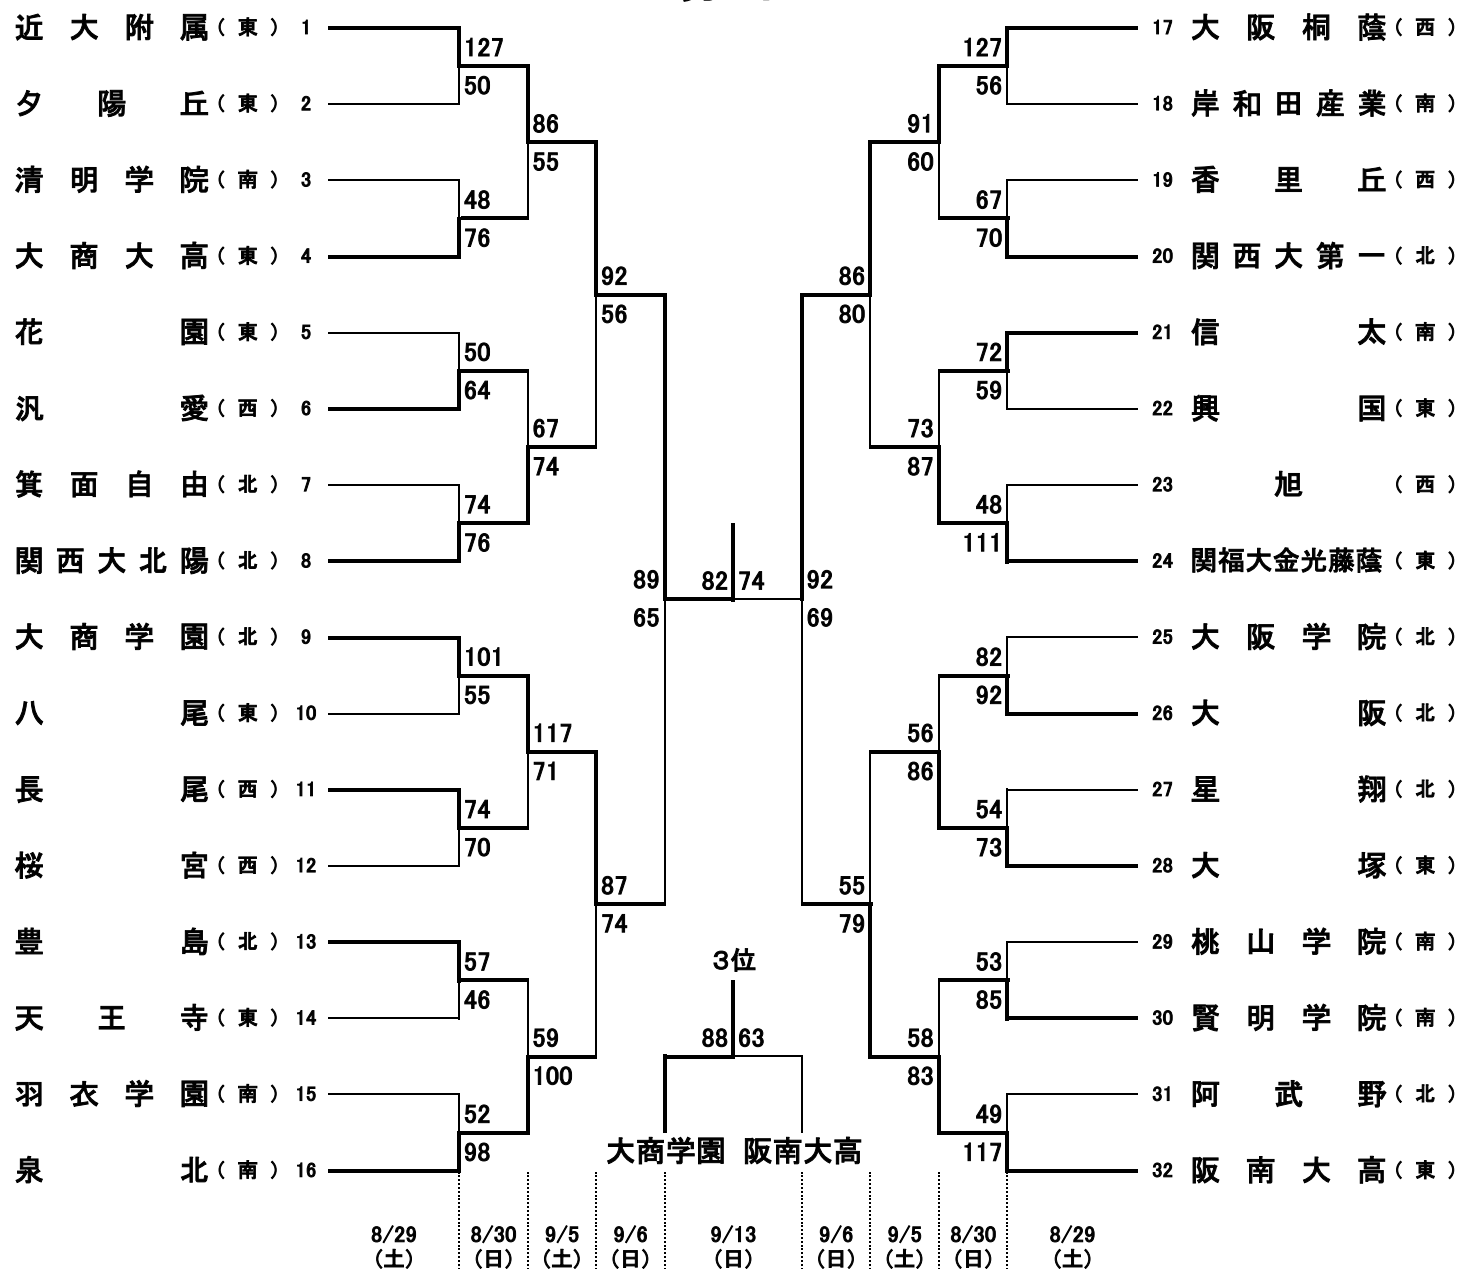 近大附属（東） 1
127
50
夕陽丘（東） 2
86
55
清明学院（南） 3
48
76
大商大高（東） 4
92
56
花園（東） 5
50
64
汎愛（西） 6
67
74
箕面自由（北） 7
74
76
関西大北陽（北） 8
89
65
大商学園（北） 9
101
55
八尾（東） 10
117
71
長尾（西） 11
74
70
桜宮（西） 12
87
74
豊島（北） 13
57
46
天王寺（東） 14
59
100
羽衣学園（南） 15
52
98
泉北（南） 16
82 74
3位
88 63
大商学園 阪南大高
17 大阪桐蔭（西）
127
56
18 岸和田産業（南）
91
60
19 香里丘（西）
67
70
20 関西大第一（北）
86
80
21 信太（南）
72
59
22 興国（東）
73
87
23 旭（西）
48
111
24 関福大金光藤蔭（東）
92
69
25 大阪学院（北）
82
92
26 大阪（北）
56
86
27 星翔（北）
54
73
28 大塚（東）
55
79
29 桃山学院（南）
53
85
30 賢明学院（南）
58
83
31 阿武野（北）
49
117
32 阪南大高（東）
8/29 8/30 9/5 9/6 9/13 9/6 9/5 8/30 8/29
（土） （日） （土） （日） （日） （日） （土） （日） （土）